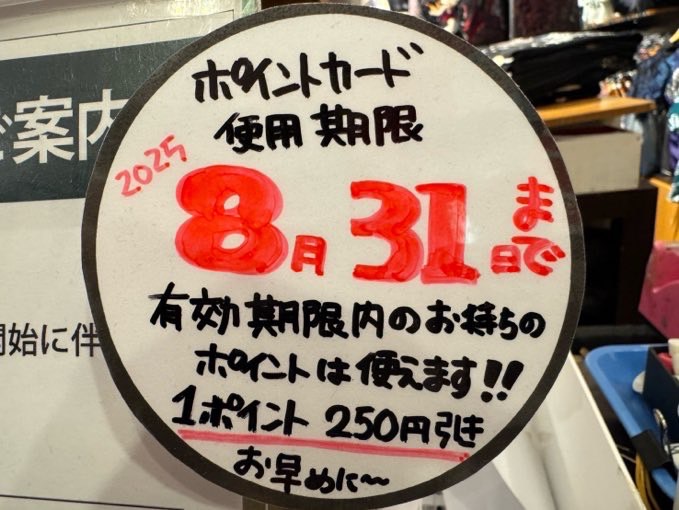 ご案内
ポイントカード
使用期限
2025
8月31日まで
有効期限内のお持ちの
ポイントは使えます!!
1ポイント 250円引き
お早めに〜
開始に伴